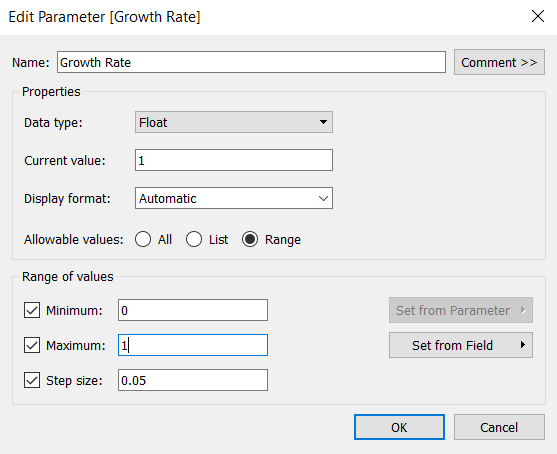 Edit Parameter [Growth Rate]
Name: Growth Rate Comment >>
Properties
Data type: Float
Current value: 1
Display format: Automatic
Allowable values: All List Range
Range of values
Minimum: 0 Set from Parameter
Maximum: 1 Set from Field
Step size: 0.05
OK Cancel